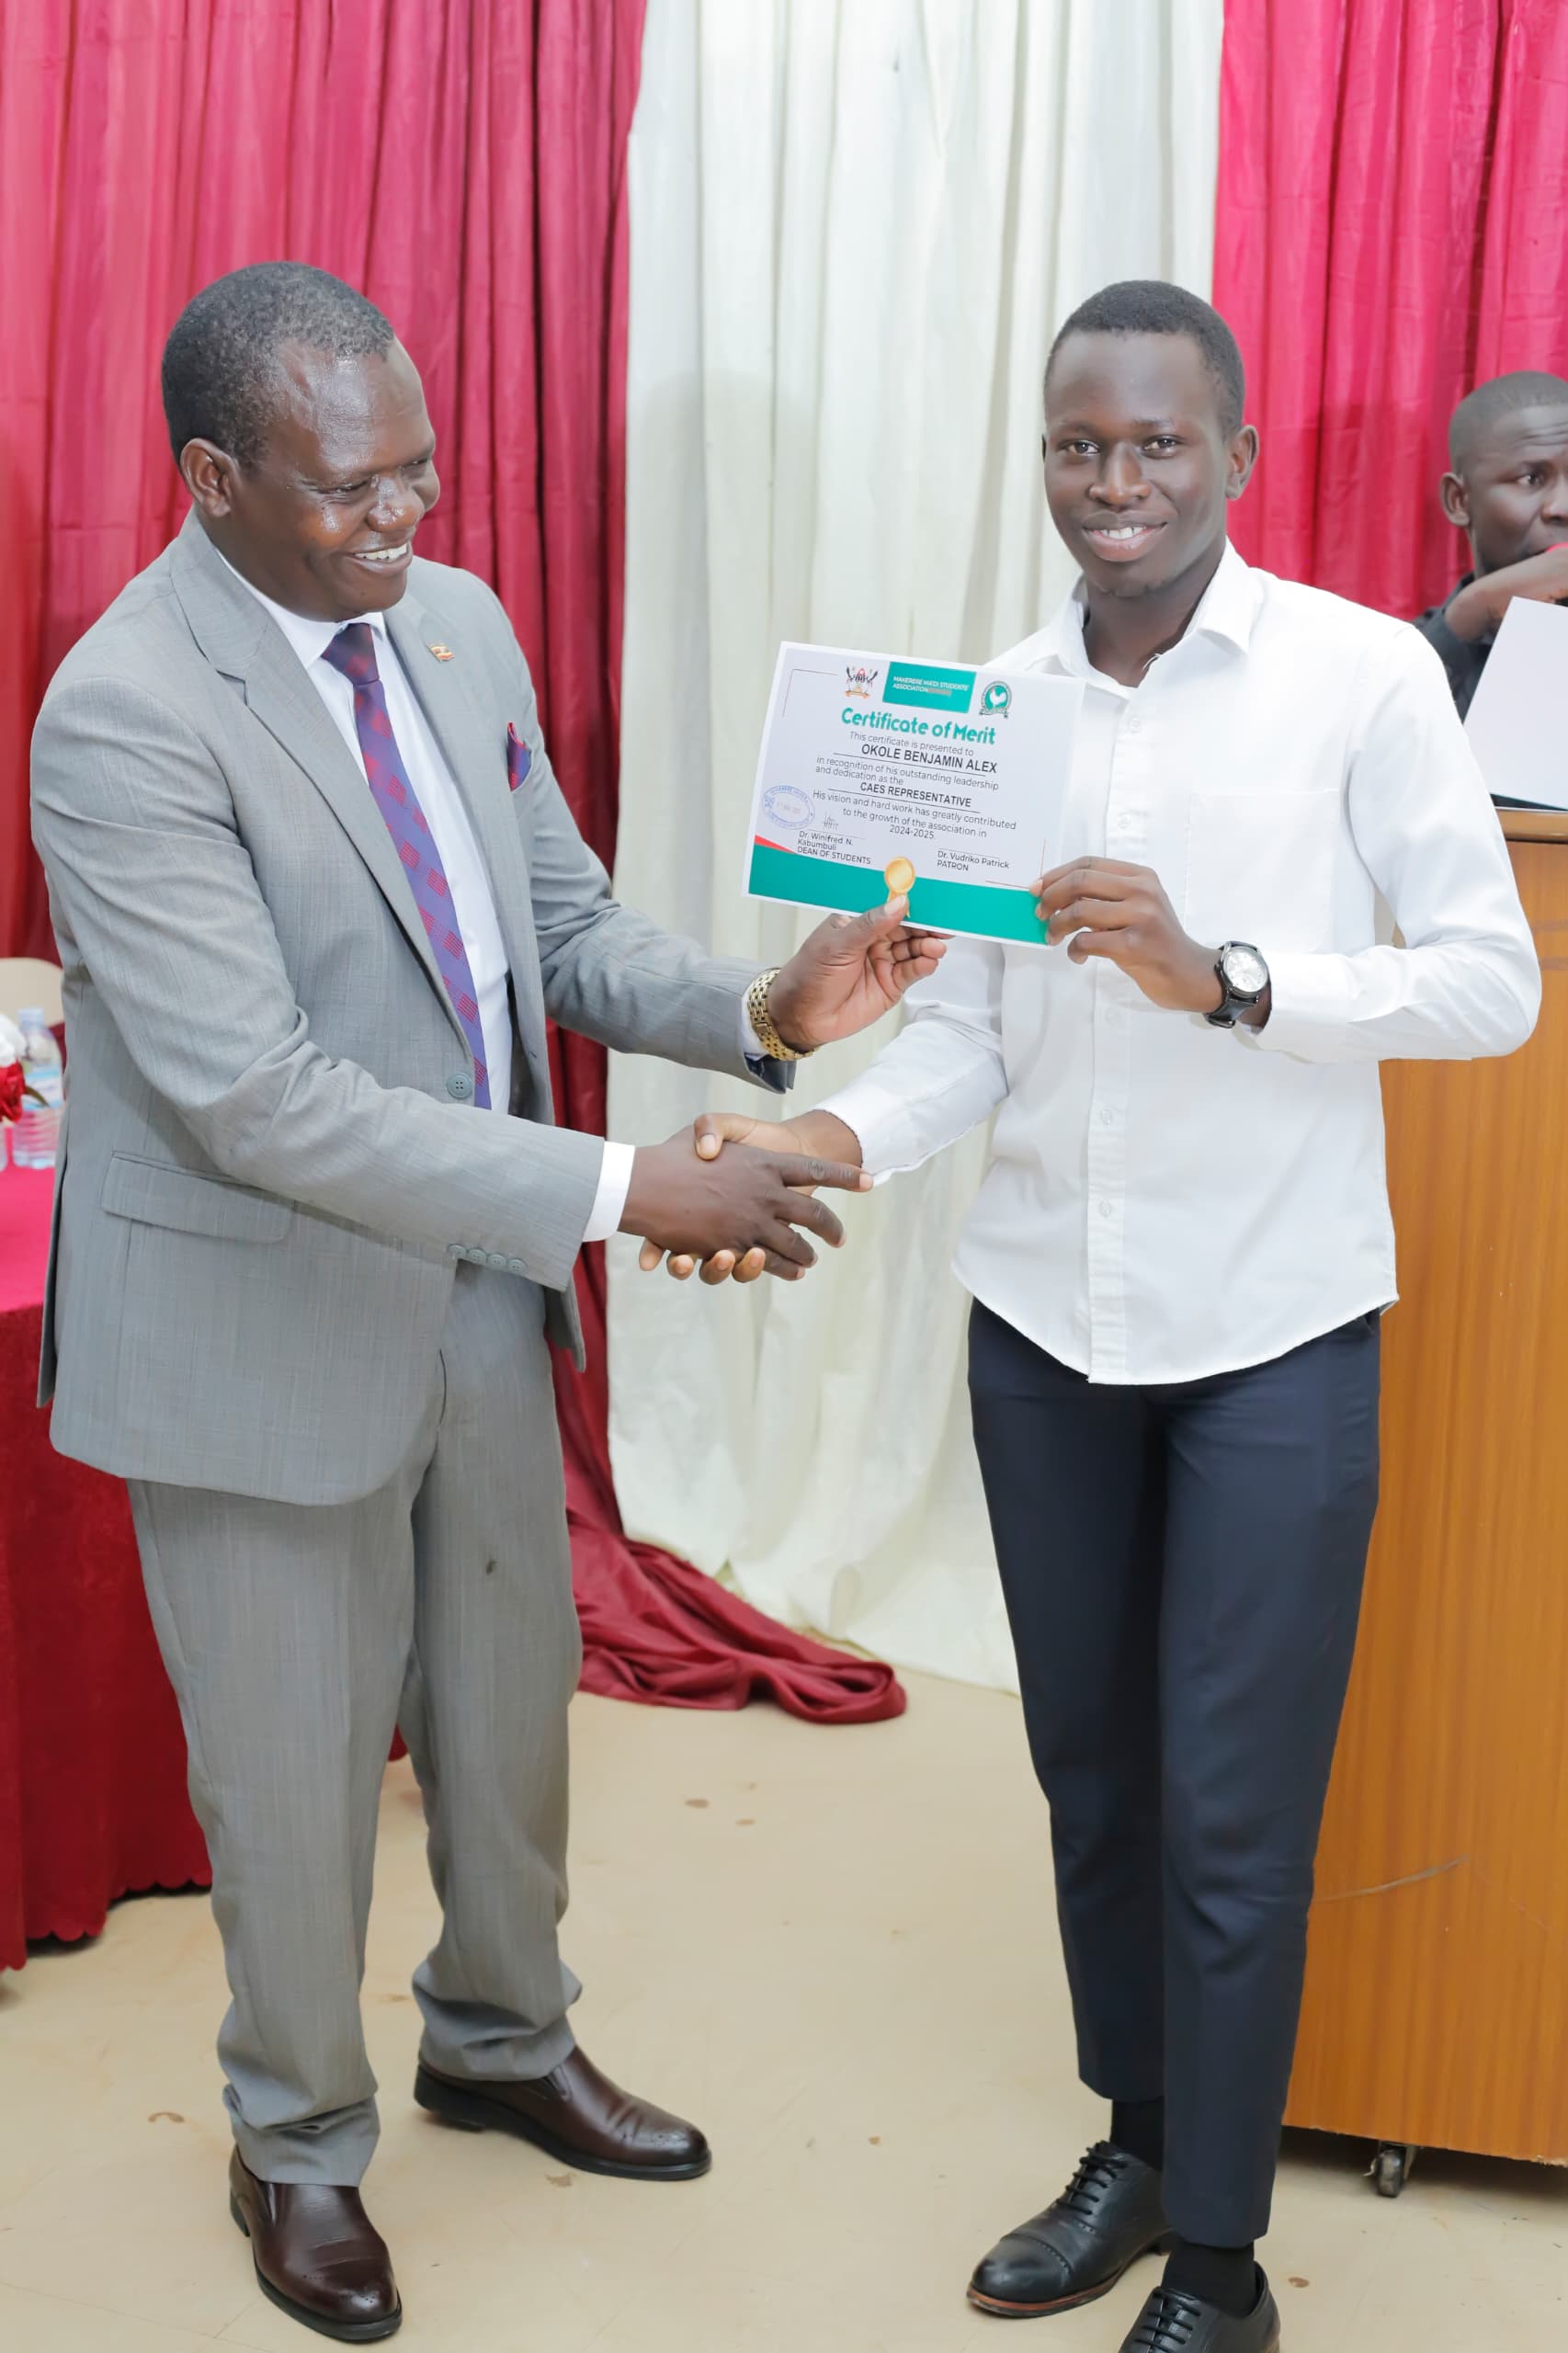 MAKERERE MA'DI STUDENTS'
ASSOCIATION
Certificate of Merit
This certificate is presented to
OKOLE BENJAMIN ALEX
in recognition of his outstanding leadership
and dedication as the
CAES REPRESENTATIVE
His vision and hard work has greatly contributed
to the growth of the association in
2024-2025.
Dr. Winifred N.
Kabumbuli
DEAN OF STUDENTS
Dr. Vudriko Patrick
PATRON